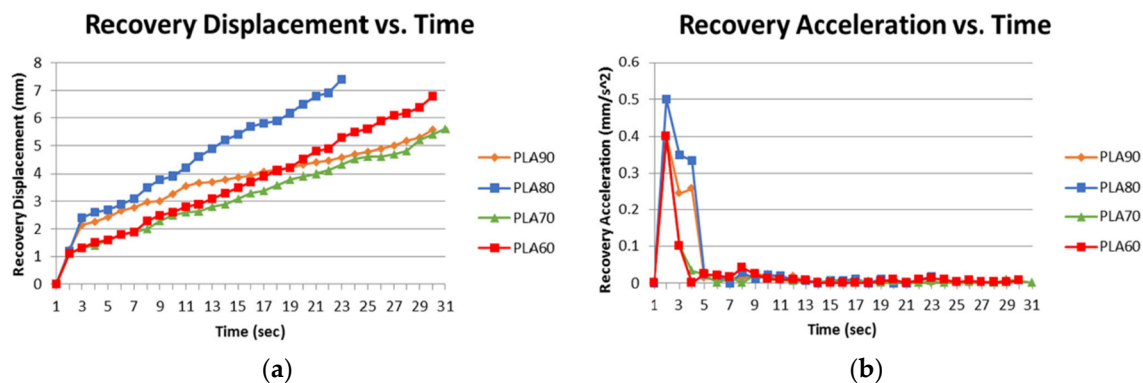 Recovery Displacement vs. Time
Recovery Displacement (mm)
8
7
6
5
4
3
2
1
0
1 3 5 7 9 11 13 15 17 19 21 23 25 27 29 31
Time (sec)
PLA90
PLA80
PLA70
PLA60
(a)
Recovery Acceleration vs. Time
Recovery Acceleration (mm/s^2)
0.6
0.5
0.4
0.3
0.2
0.1
0
1 3 5 7 9 11 13 15 17 19 21 23 25 27 29 31
Time (sec)
PLA90
PLA80
PLA70
PLA60
(b)